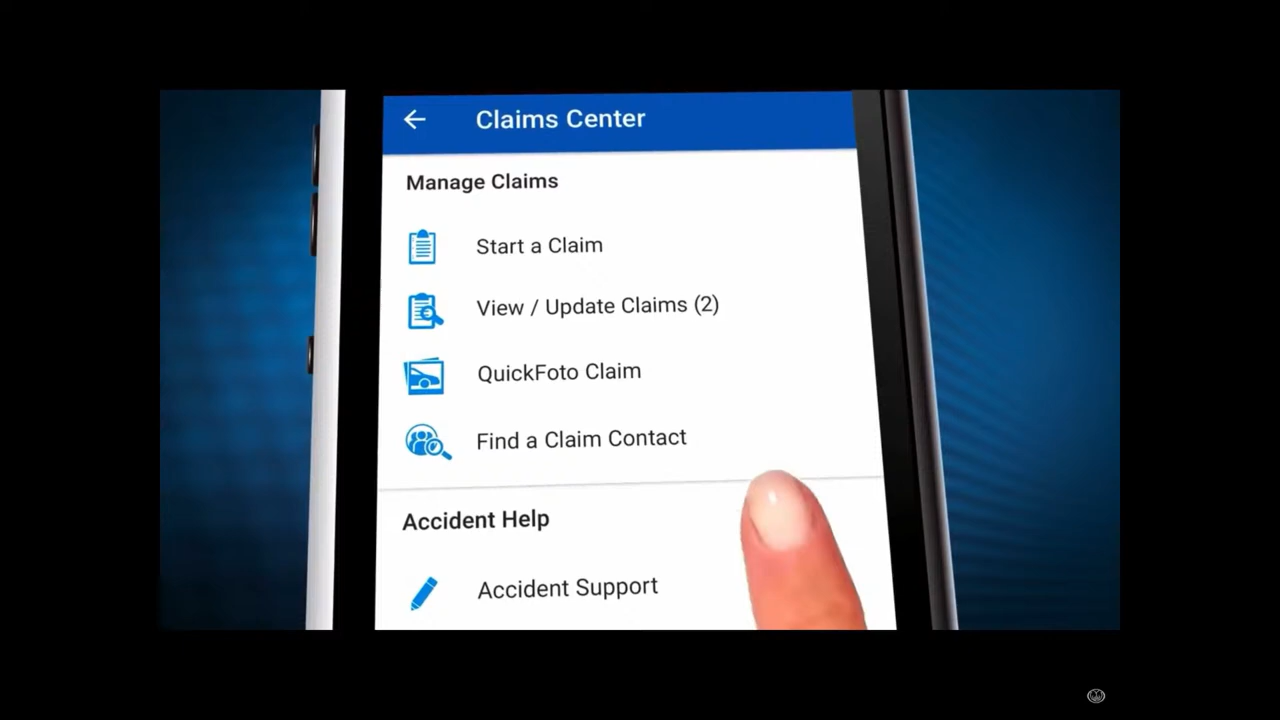 Claims Center
Manage Claims
Start a Claim
View / Update Claims (2)
QuickFoto Claim
Find a Claim Contact
Accident Help
Accident Support